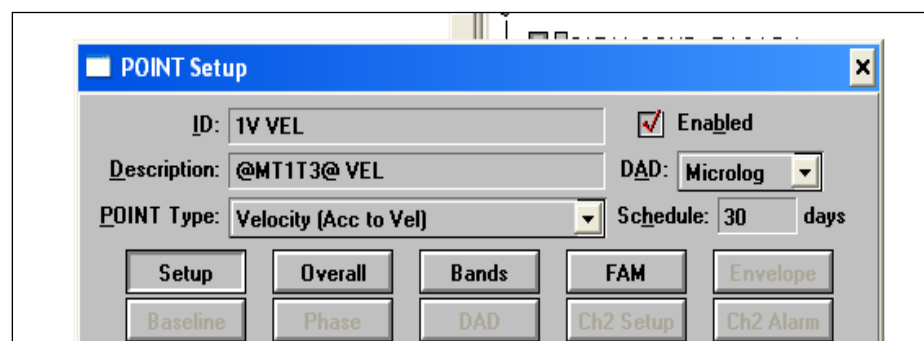 POINT Setup
ID: 1V VEL Enabled
Description: @MT1T3@ VEL DAD: Microlog
POINT Type: Velocity (Acc to Vel) Schedule: 30 days
Setup Overall Bands FAM Envelope
Baseline Phase DAD Ch2 Setup Ch2 Alarm